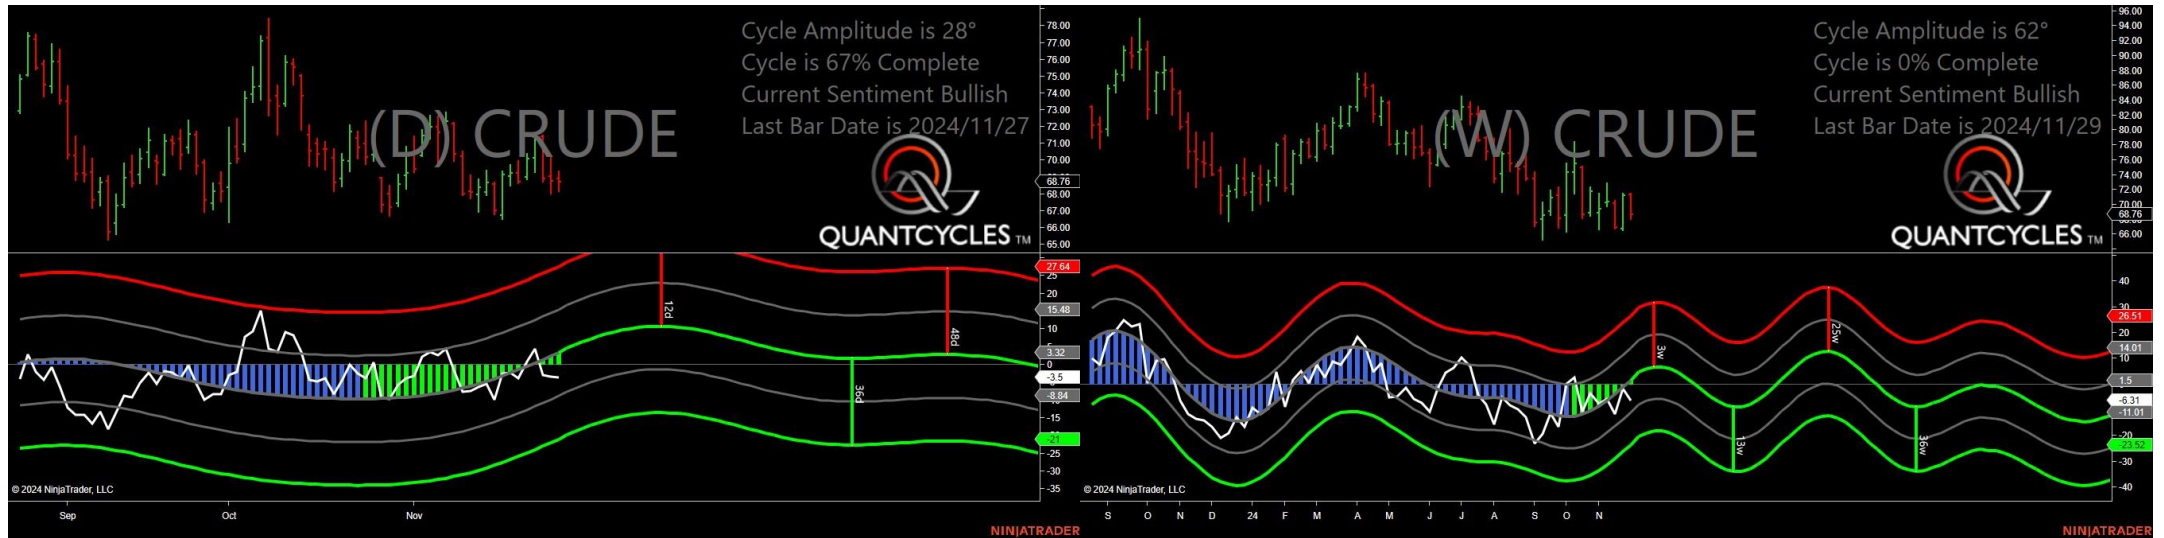 Cycle Amplitude is 28°
Cycle is 67% Complete
Current Sentiment Bullish
Last Bar Date is 2024/11/27
(D) CRUDE
QUANTCYCLES TM
78.00
77.00
76.00
75.00
74.00
73.00
72.00
71.00
70.00
68.76
68.00
67.00
66.00
65.00
27.64
25
20
15.48
10
3.32
0
-3.5
-8.84
-15
-21
-25
-30
-35
12d
36d
48d
© 2024 NinjaTrader, LLC
Sep Oct Nov
NINJATRADER
Cycle Amplitude is 62°
Cycle is 0% Complete
Current Sentiment Bullish
Last Bar Date is 2024/11/29
(W) CRUDE
QUANTCYCLES TM
96.00
94.00
92.00
90.00
88.00
86.00
84.00
82.00
80.00
78.00
76.00
74.00
72.00
70.00
68.76
66.00
40
30
26.51
20
14.01
10
1.5
-6.31
-11.01
-20
-23.52
-30
-40
3w
13w
25w
36w
© 2024 NinjaTrader, LLC
S O N D 24 F M A M J J A S O N
NINJATRADER